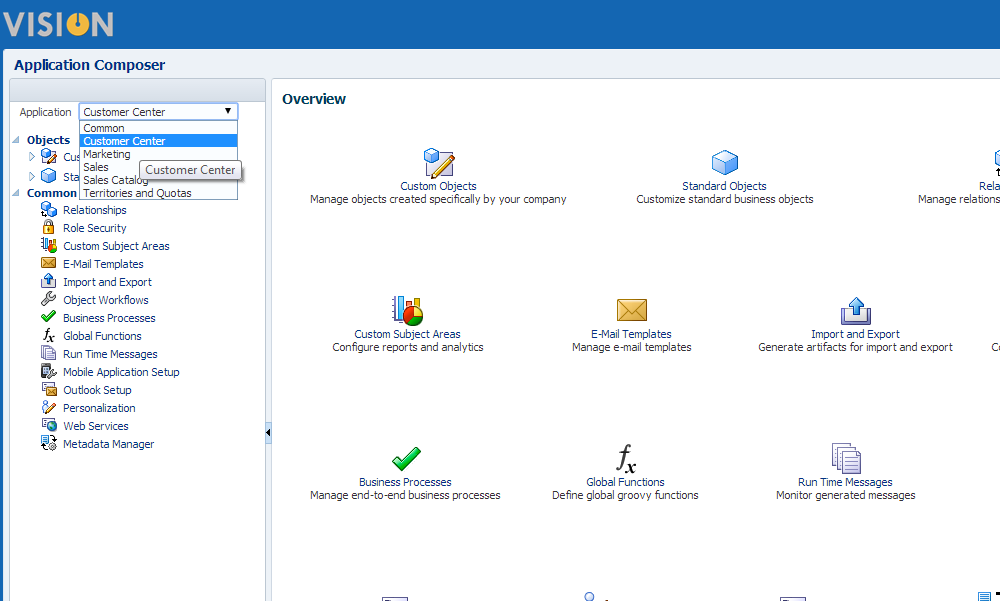 VISION
Application Composer
Application Customer Center
Common
Customer Center
Marketing
Sales
Customer Center
Sales Catalog
Territories and Quotas
Objects
Cus
Sta
Common
Relationships
Role Security
Custom Subject Areas
E-Mail Templates
Import and Export
Object Workflows
Business Processes
Global Functions
Run Time Messages
Mobile Application Setup
Outlook Setup
Personalization
Web Services
Metadata Manager
Overview
Custom Objects
Manage objects created specifically by your company
Standard Objects
Customize standard business objects
Rela
Manage relations
Custom Subject Areas
Configure reports and analytics
E-Mail Templates
Manage e-mail templates
Import and Export
Generate artifacts for import and export
Co
Business Processes
Manage end-to-end business processes
fx
Global Functions
Define global groovy functions
Run Time Messages
Monitor generated messages